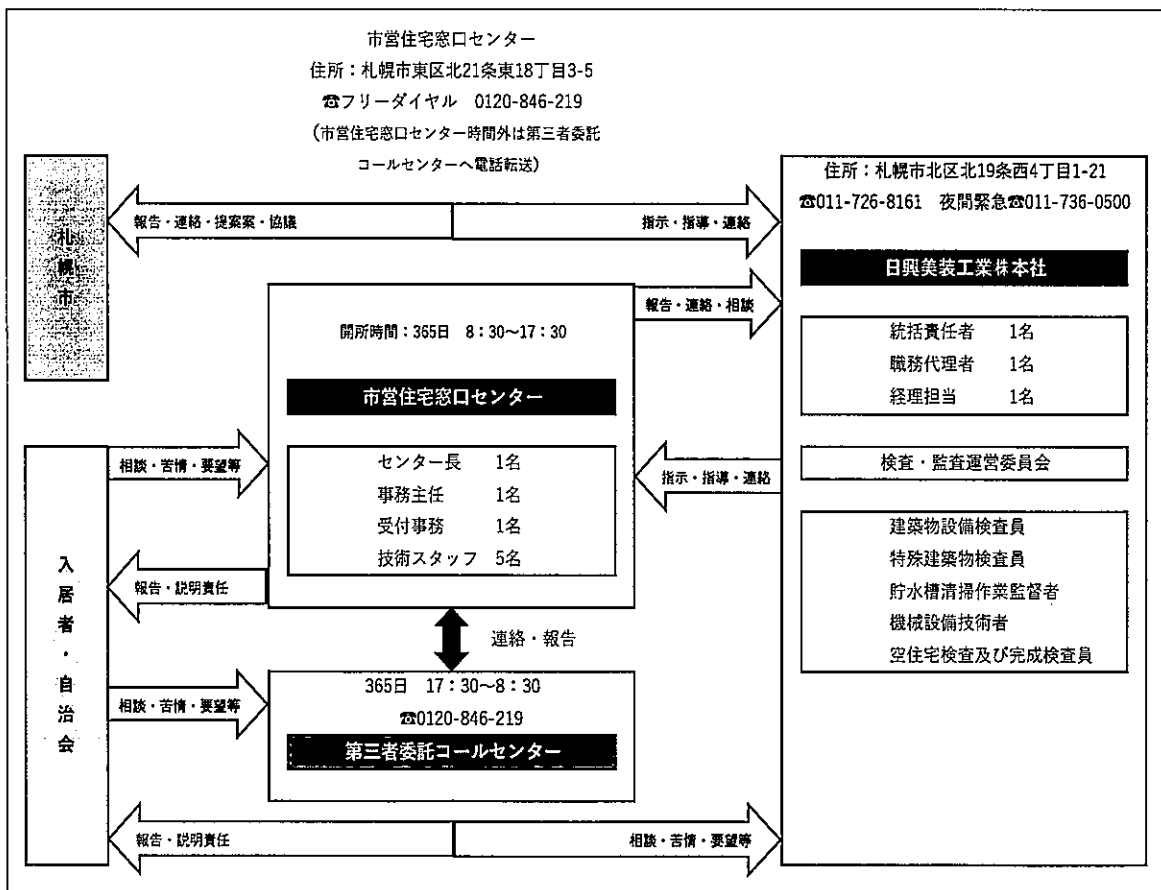 市営住宅窓口センター
住所：札幌市東区北21条東18丁目3-5
☎フリーダイヤル　0120-846-219
(市営住宅窓口センター時間外は第三者委託
コールセンターへ電話転送)
札幌市
報告・連絡・提案案・協議
指示・指導・連絡
住所：札幌市北区北19条西4丁目1-21
☎011-726-8161　夜間緊急☎011-736-0500
日興美装工業株本社
統括責任者　1名
職務代理者　1名
経理担当　1名
検査・監査運営委員会
建築物設備検査員
特殊建築物検査員
貯水槽清掃作業監督者
機械設備技術者
空住宅検査及び完成検査員
報告・連絡・相談
指示・指導・連絡
開所時間：365日　8：30～17：30
市営住宅窓口センター
センター長　1名
事務主任　1名
受付事務　1名
技術スタッフ　5名
入居者・自治会
相談・苦情・要望等
報告・説明責任
連絡・報告
相談・苦情・要望等
365日　17：30～8：30
☎0120-846-219
第三者委託コールセンター
報告・説明責任
相談・苦情・要望等